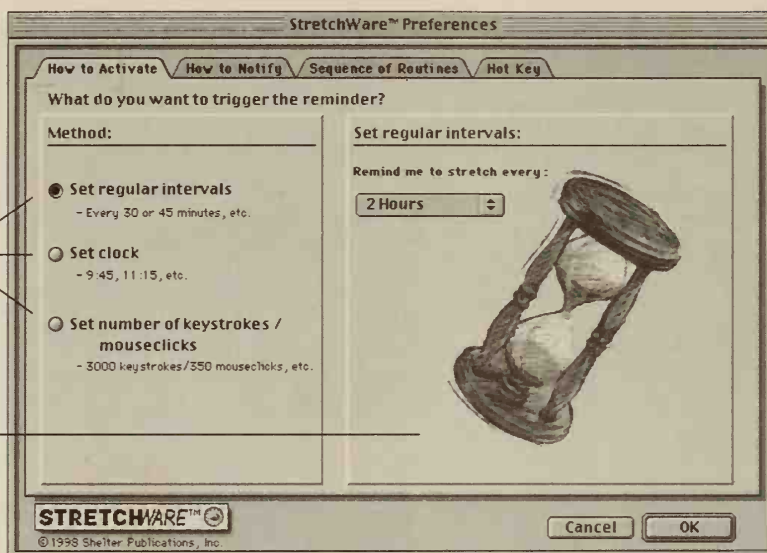 StretchWare™ Preferences
How to Activate How to Notify Sequence of Routines Hot Key
What do you want to trigger the reminder?
Method:
Set regular intervals
- Every 30 or 45 minutes, etc.
Set clock
- 9:45, 11:15, etc.
Set number of keystrokes /
mouseclicks
- 3000 keystrokes/350 mouseclicks, etc.
Set regular intervals:
Remind me to stretch every:
2 Hours
STRETCHWARE™
©1998 Shelter Publications, Inc.
Cancel OK